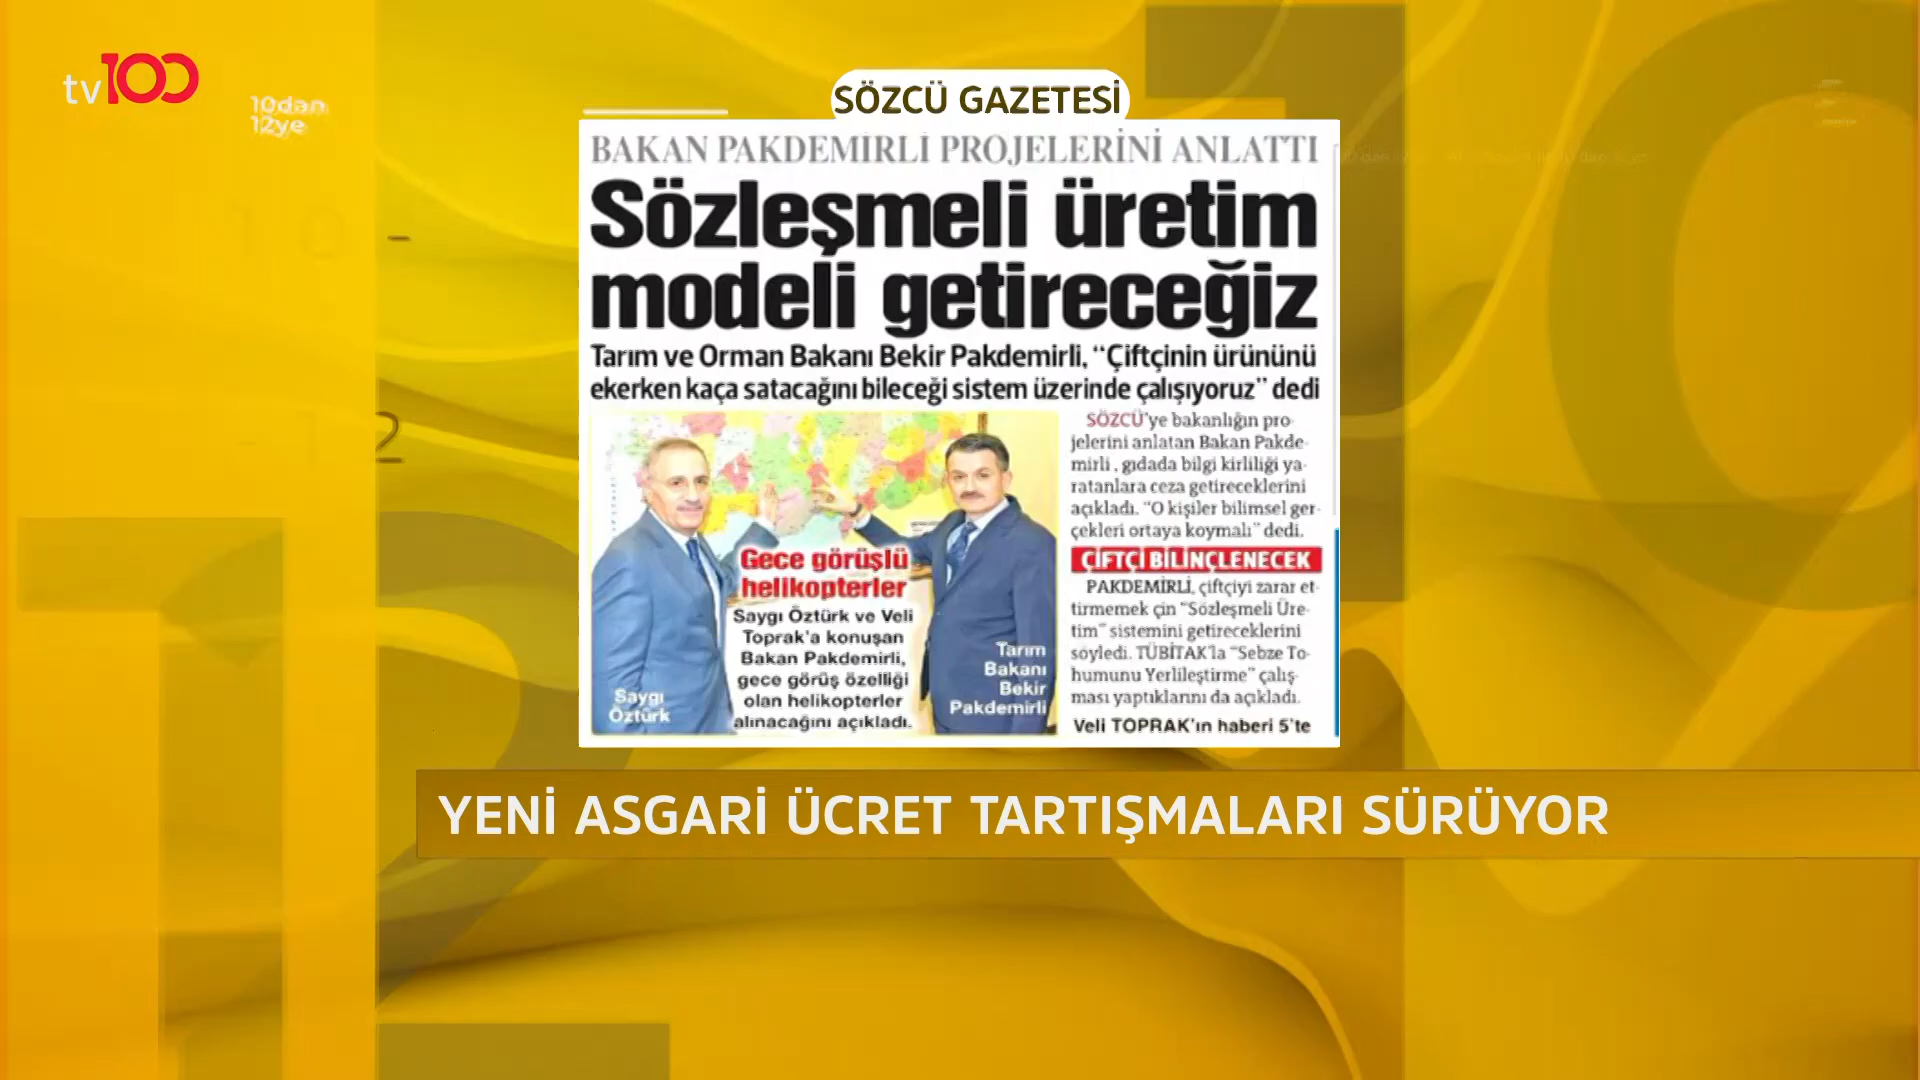 tv100
10dan
12ye
SÖZCÜ GAZETESİ
BAKAN PAKDEMİRLİ PROJELERİNİ ANLATTI
Sözleşmeli üretim
modeli getireceğiz
Tarım ve Orman Bakanı Bekir Pakdemirli, “Çiftçinin ürününü
ekerken kaça satacağını bileceği sistem üzerinde çalışıyoruz” dedi
Gece görüşlü
helikopterler
Saygı Öztürk ve Veli
Toprak'a konuşan
Bakan Pakdemirli,
gece görüş özelliği
olan helikopterler
alınacağını açıkladı.
Saygı
Öztürk
Tarım
Bakanı
Bekir
Pakdemirli
SÖZCÜ'ye bakanlığın pro-
jelerini anlatan Bakan Pakde-
mirli , gıdada bilgi kirliliği ya-
ratanlara ceza getireceklerini
açıkladı. “O kişiler bilimsel ger-
çekleri ortaya koymalı” dedi.
ÇİFTÇİ BİLİNÇLENECEK
PAKDEMİRLİ, çiftçiyi zarar et-
tirmemek çin “Sözleşmeli Üre-
tim” sistemini getireceklerini
söyledi. TÜBİTAK'la “Sebze To-
humunu Yerlileştirme” çalış-
ması yaptıklarını da açıkladı.
Veli TOPRAK'ın haberi 5'te
YENİ ASGARİ ÜCRET TARTIŞMALARI SÜRÜYOR